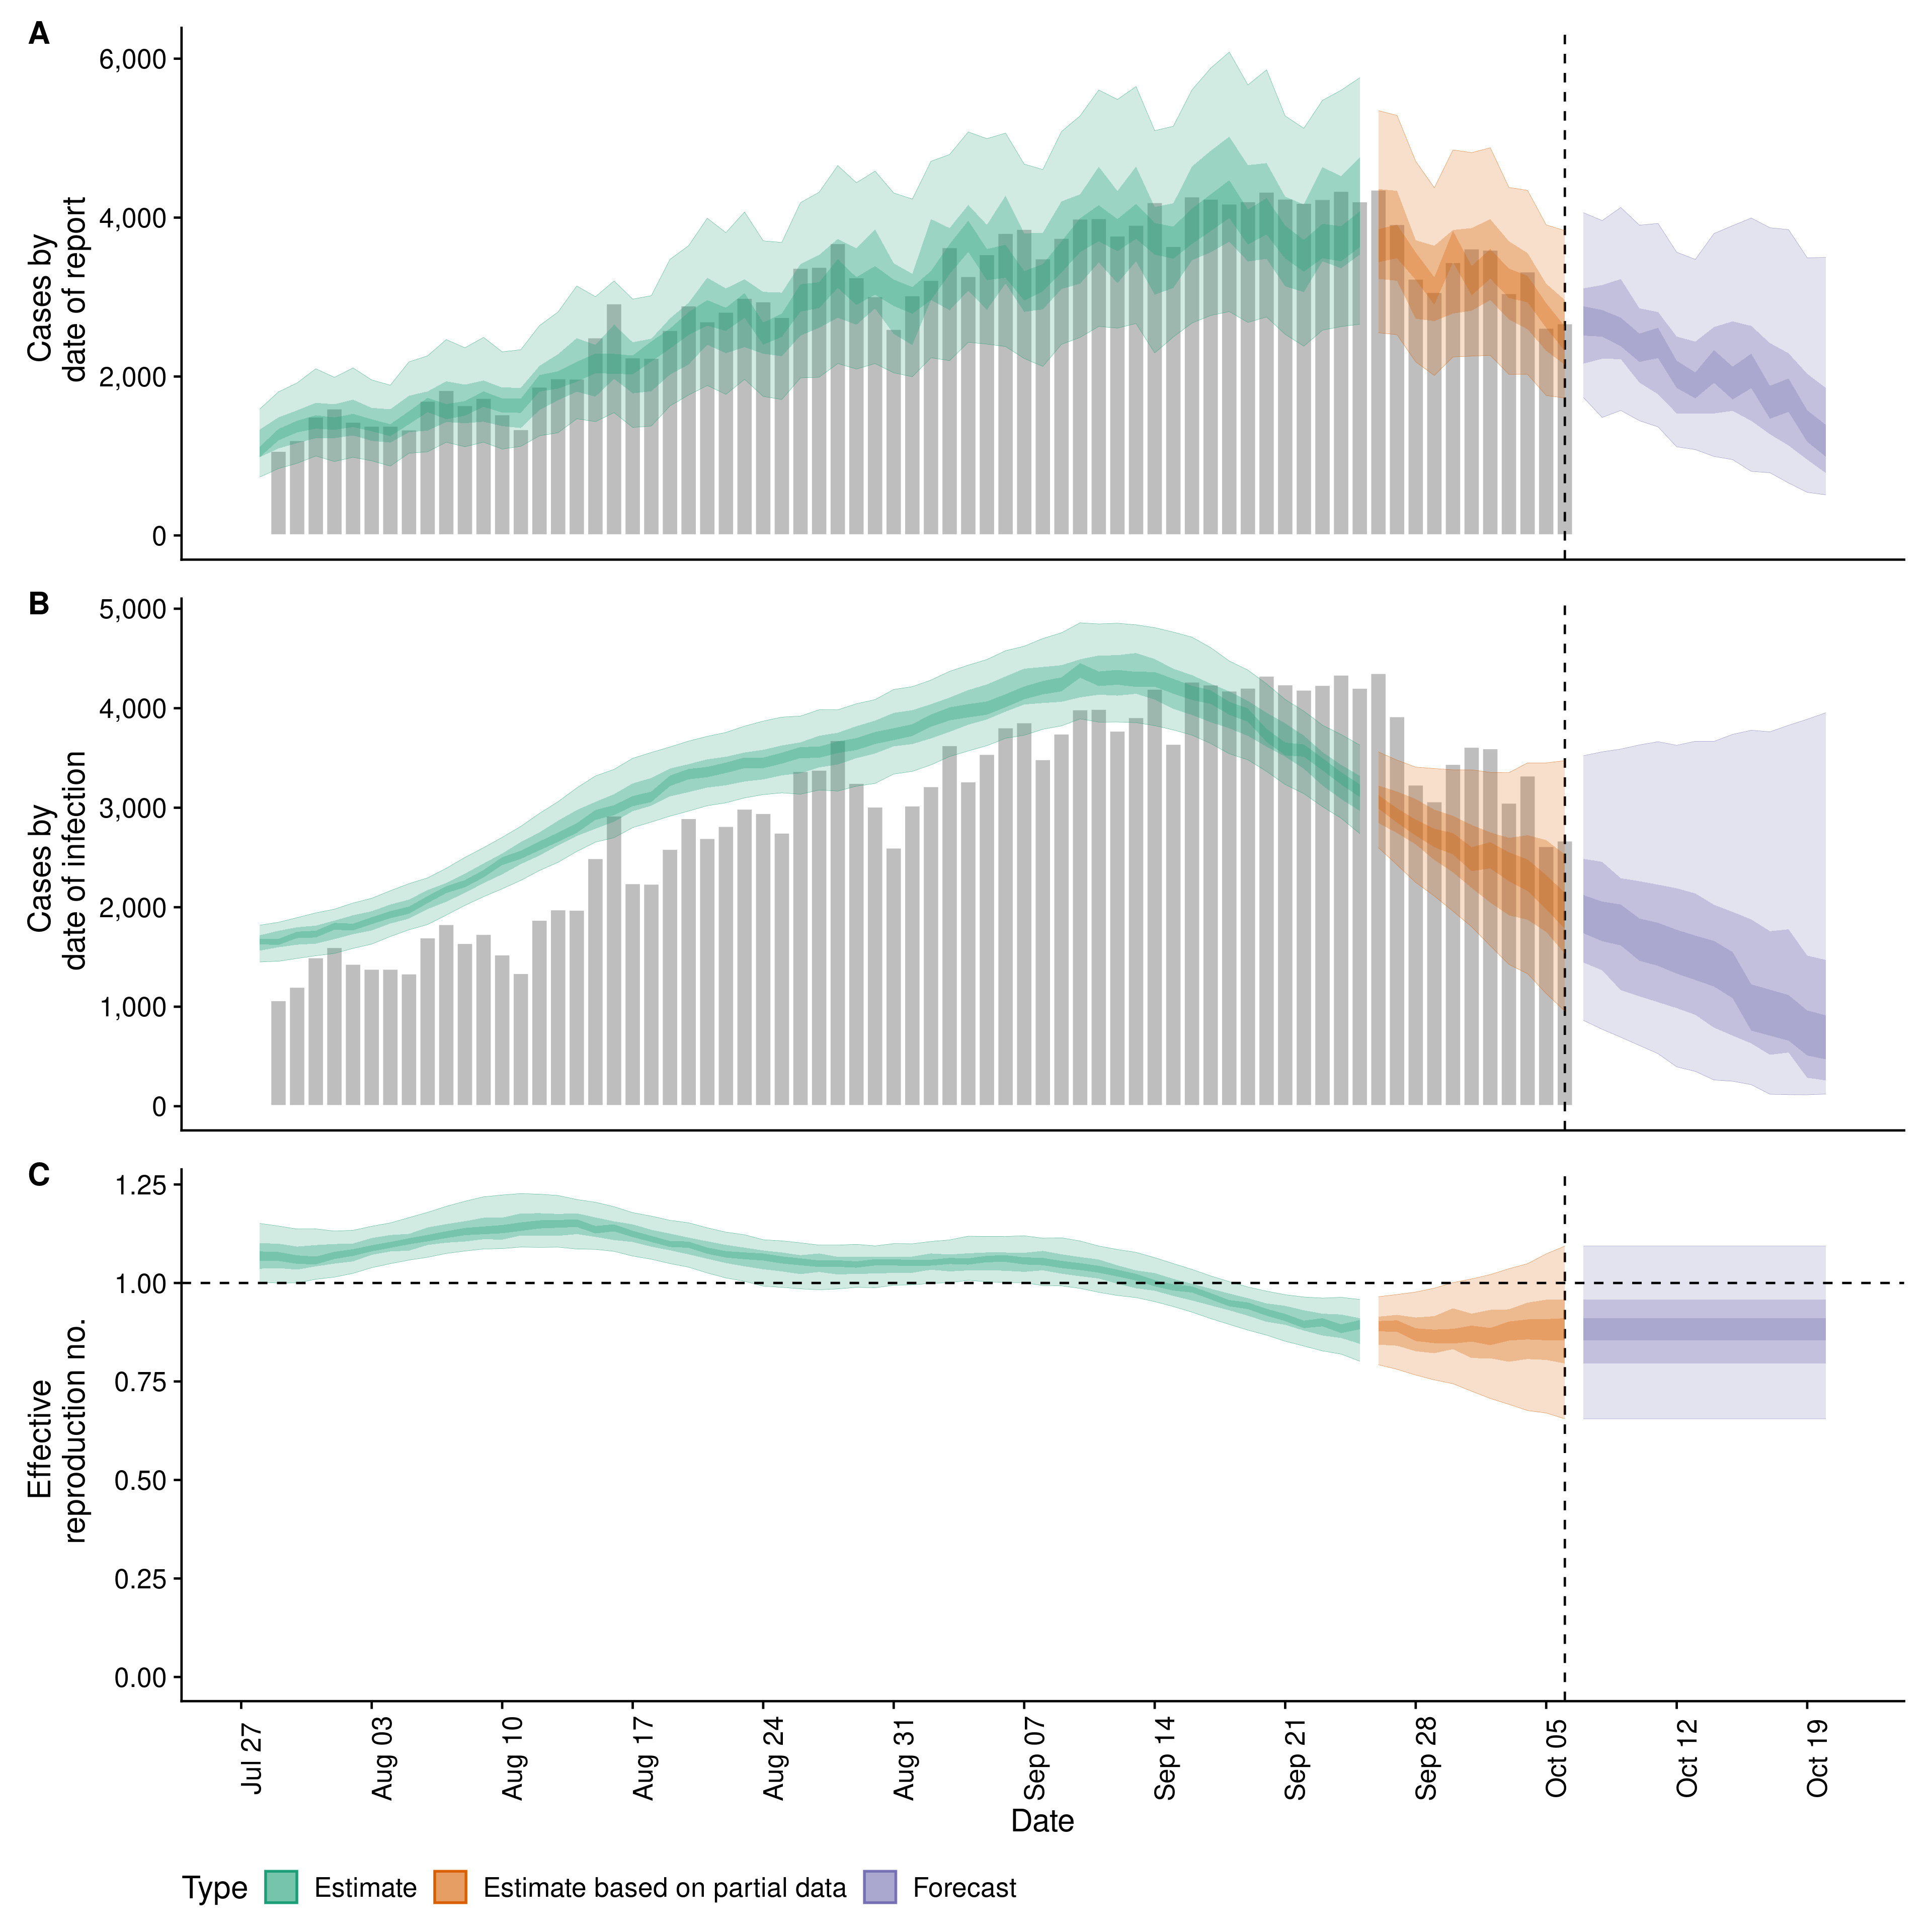 A
6,000
4,000
2,000
0
Cases by
date of report
B
5,000
4,000
3,000
2,000
1,000
0
Cases by
date of infection
C
1.25
1.00
0.75
0.50
0.25
0.00
Effective
reproduction no.
Jul 27
Aug 03
Aug 10
Aug 17
Aug 24
Aug 31
Sep 07
Sep 14
Sep 21
Sep 28
Oct 05
Oct 12
Oct 19
Date
Type Estimate Estimate based on partial data Forecast